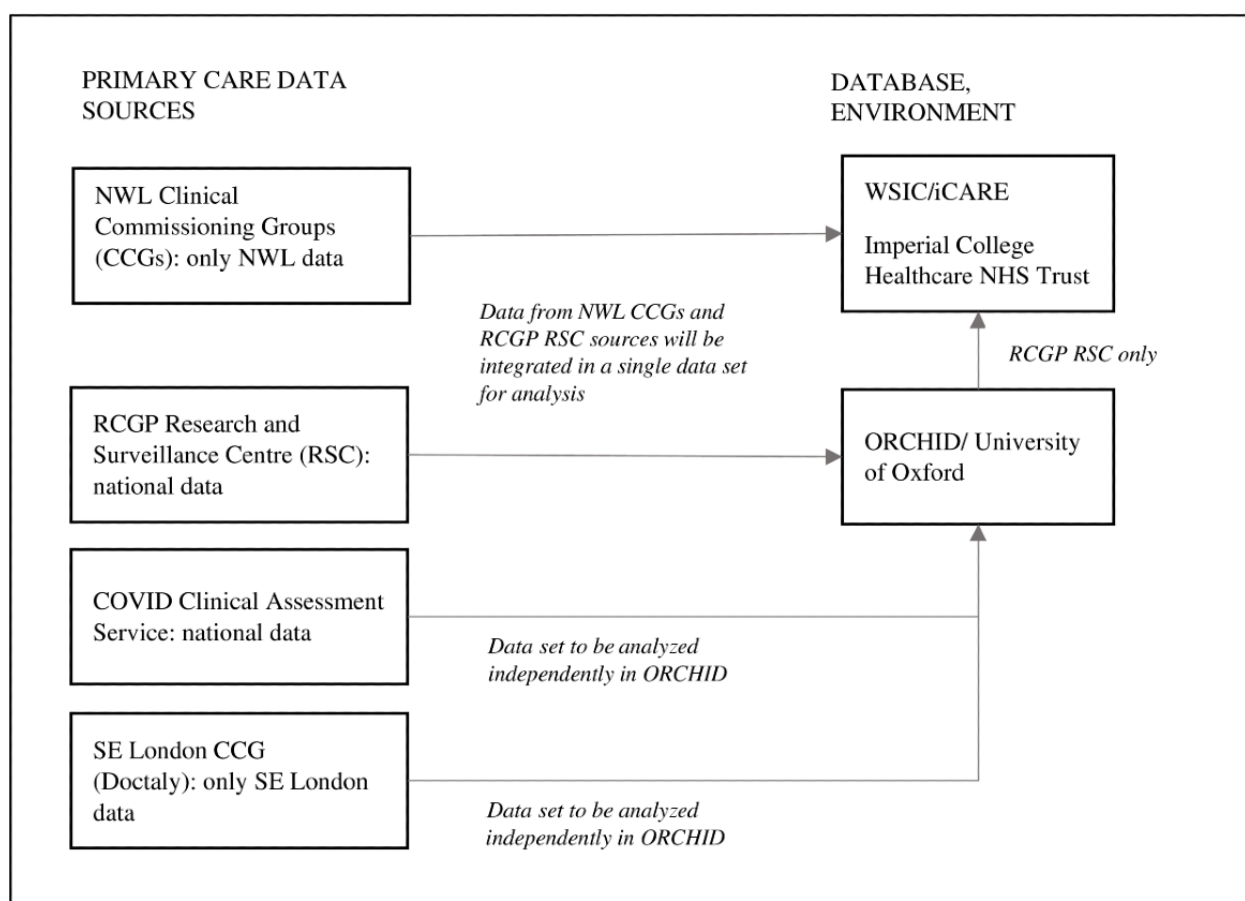 PRIMARY CARE DATA
SOURCES
DATABASE,
ENVIRONMENT
NWL Clinical
Commissioning Groups
(CCGs): only NWL data
WSIC/iCARE
Imperial College
Healthcare NHS Trust
Data from NWL CCGs and
RCGP RSC sources will be
integrated in a single data set
for analysis
RCGP RSC only
RCGP Research and
Surveillance Centre (RSC):
national data
ORCHID/ University
of Oxford
COVID Clinical Assessment
Service: national data
Data set to be analyzed
independently in ORCHID
SE London CCG
(Doctaly): only SE London
data
Data set to be analyzed
independently in ORCHID